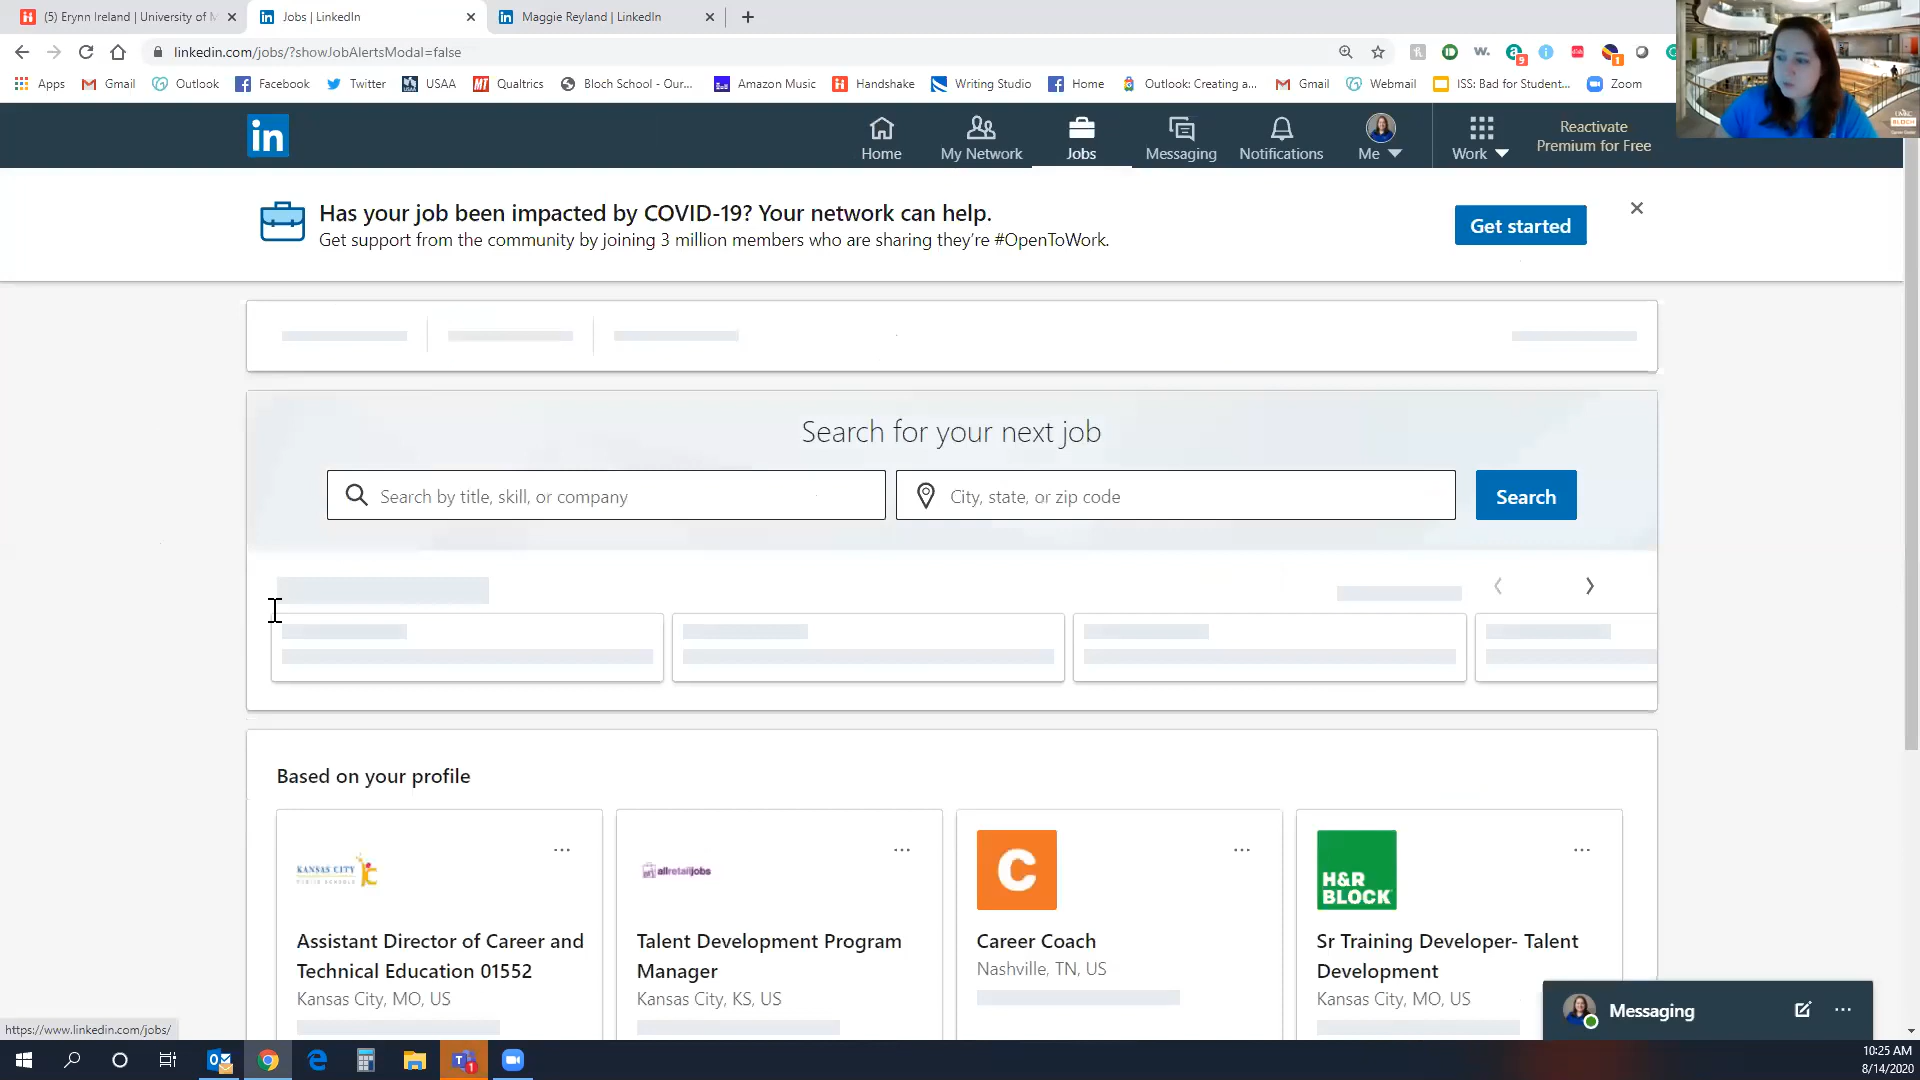 (5) Erynn Ireland | University of M
Jobs | LinkedIn
Maggie Reyland | LinkedIn
linkedin.com/jobs/?showJobAlertsModal=false
Apps
Gmail
Outlook
Facebook
Twitter
USAA
Qualtrics
Bloch School - Our...
Amazon Music
Handshake
Writing Studio
Home
Outlook: Creating a...
Gmail
Webmail
ISS: Bad for Student...
Zoom
in
Home
My Network
Jobs
Messaging
Notifications
Me
Work
Reactivate
Premium for Free
Has your job been impacted by COVID-19? Your network can help.
Get support from the community by joining 3 million members who are sharing they're #OpenToWork.
Get started
Search for your next job
Search by title, skill, or company
City, state, or zip code
Search
Based on your profile
KANSAS CITY
PUBLIC SCHOOLS
allretailjobs
C
H&R
BLOCK
Assistant Director of Career and
Technical Education 01552
Kansas City, MO, US
Talent Development Program
Manager
Kansas City, KS, US
Career Coach
Nashville, TN, US
Sr Training Developer- Talent
Development
Kansas City, MO, US
Messaging
https://www.linkedin.com/jobs/
10:25 AM
8/14/2020